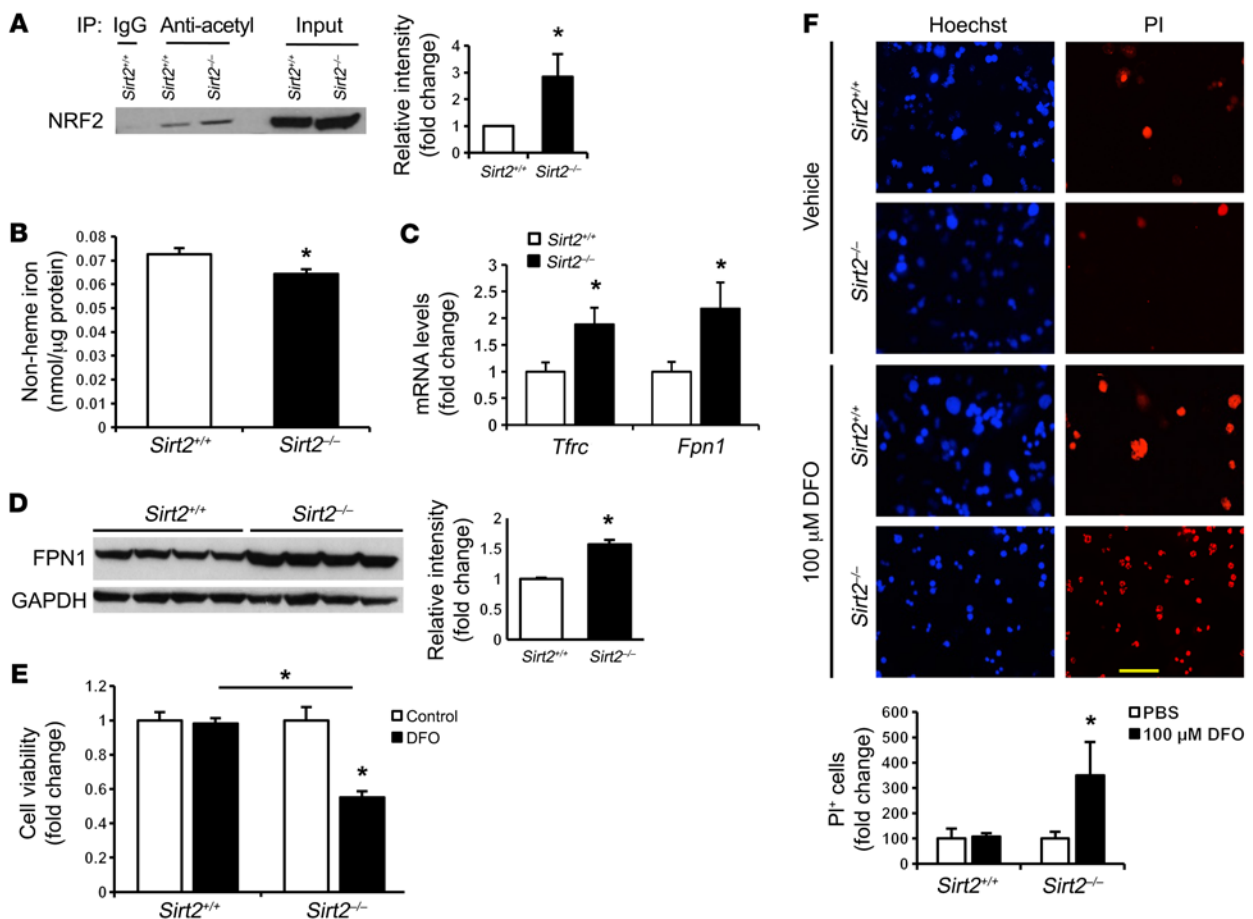 A
IP: IgG Anti-acetyl Input
Sirt2+/+ Sirt2+/+ Sirt2–/– Sirt2+/+ Sirt2–/–
NRF2
Relative intensity
(fold change)
5
4
3
2
1
0
*
Sirt2+/+ Sirt2–/–
B
Non-heme iron
(nmol/µg protein)
0.08
0.07
0.06
0.05
0.04
0.03
0.02
0.01
0
*
Sirt2+/+ Sirt2–/–
C
Sirt2+/+
Sirt2–/–
mRNA levels
(fold change)
3
2.5
2
1.5
1
0.5
0
* *
Tfrc Fpn1
D
Sirt2+/+ Sirt2–/–
FPN1
GAPDH
Relative intensity
(fold change)
2
1.5
1
0.5
0
*
Sirt2+/+ Sirt2–/–
E
Cell viability
(fold change)
1.2
1.0
0.8
0.6
0.4
0.2
0
*
*
Control
DFO
Sirt2+/+ Sirt2–/–
F
Hoechst PI
Vehicle
Sirt2+/+
Sirt2–/–
100 µM DFO
Sirt2+/+
Sirt2–/–
PI+ cells
(fold change)
600
500
400
300
200
100
0
*
PBS
100 µM DFO
Sirt2+/+ Sirt2–/–